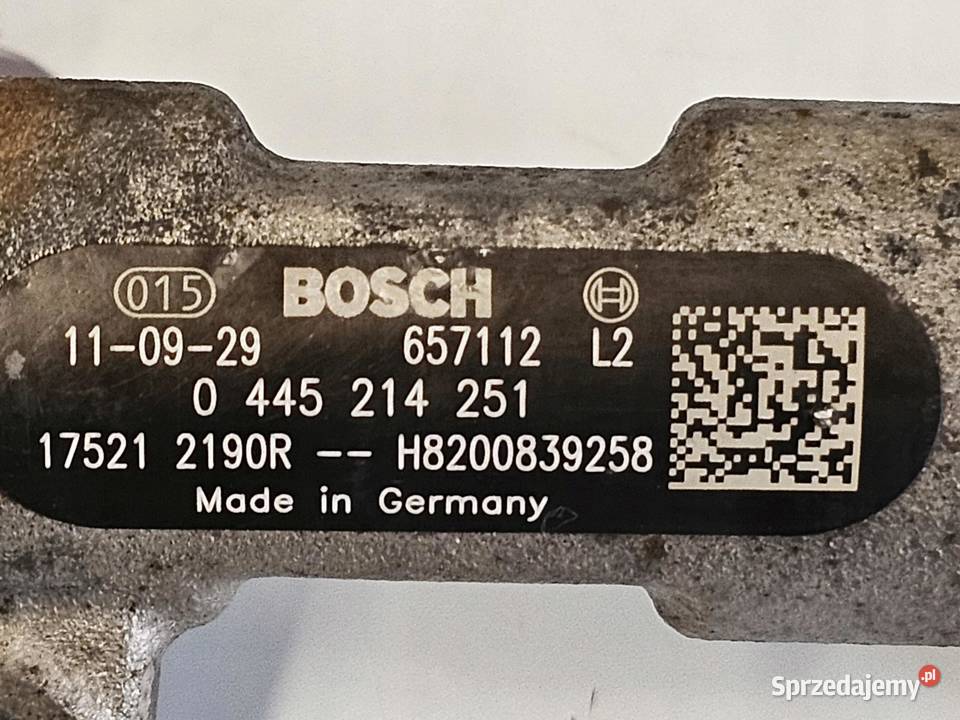 015 BOSCH H
11-09-29 657112 L2
0 445 214 251
17521 2190R -- H8200839258
Made in Germany
Sprzedajemy.pl